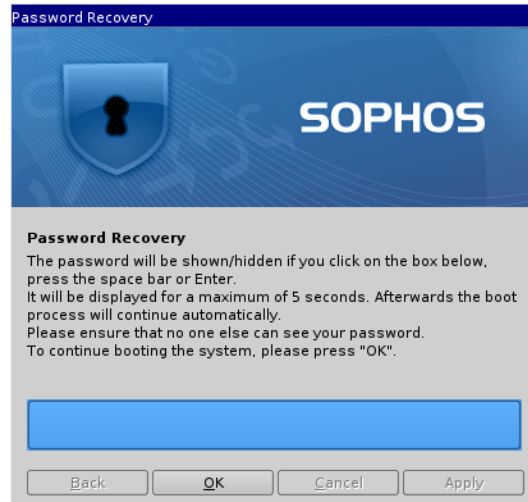 Password Recovery
SOPHOS
Password Recovery
The password will be shown/hidden if you click on the box below,
press the space bar or Enter.
It will be displayed for a maximum of 5 seconds. Afterwards the boot
process will continue automatically.
Please ensure that no one else can see your password.
To continue booting the system, please press "OK".
Back OK Cancel Apply